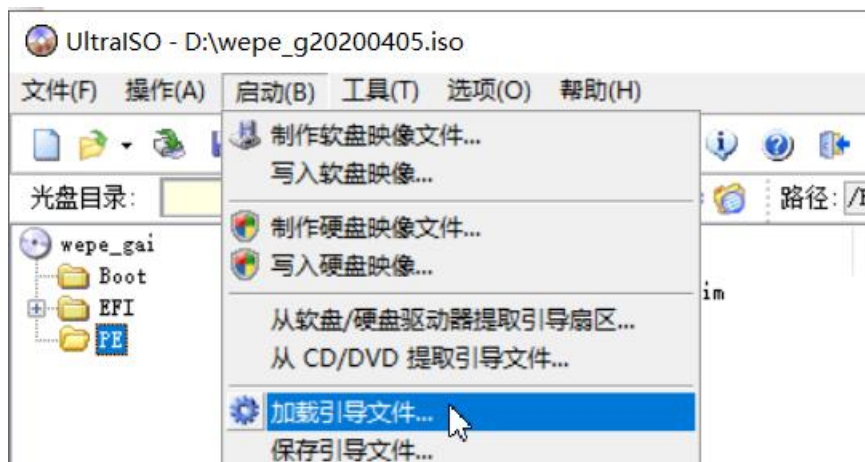 UltraISO - D:\wepe_g20200405.iso
文件(F) 操作(A) 启动(B) 工具(T) 选项(O) 帮助(H)
制作软盘映像文件...
写入软盘映像...
光盘目录: 路径: /
制作硬盘映像文件...
wepe_gai
写入硬盘映像...
Boot
im
EFI
从软盘/硬盘驱动器提取引导扇区...
PE
从 CD/DVD 提取引导文件...
加载引导文件...
保存引导文件...